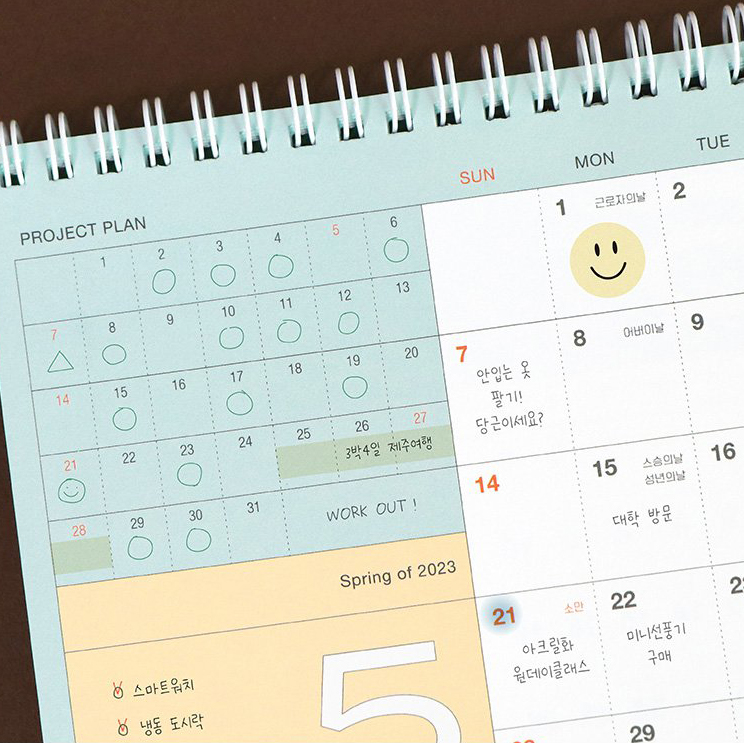 SUN MON TUE
PROJECT PLAN
1 2 3 4 5 6
7 8 9 10 11 12 13
14 15 16 17 18 19 20
21 22 23 24 25 26 27
3박4일 제주여행
28 29 30 31
WORK OUT !
Spring of 2023
5
스마트워치
냉동 도시락
1 근로자의날
2
7
안입는 옷
팔기!
당근이세요?
8 어버이날
9
14
15 스승의날
성년의날
대학 방문
16
21 소만
아크릴화
원데이클래스
22
미니선풍기
구매
29